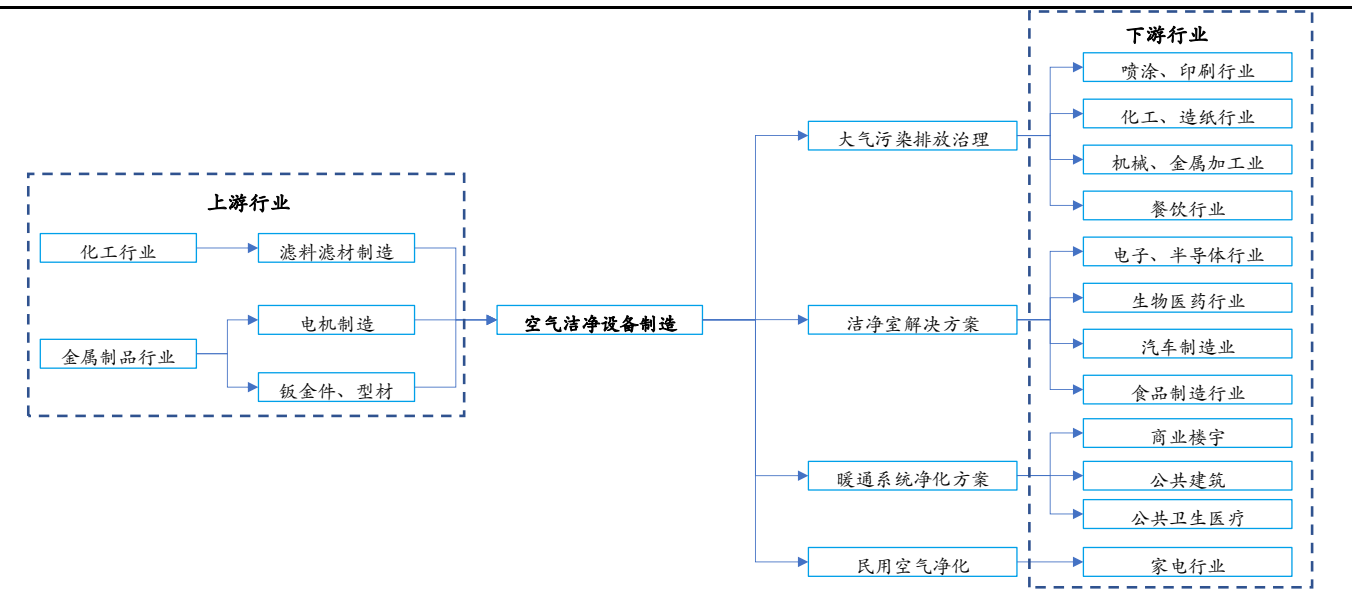 上游行业
化工行业
滤料滤材制造
金属制品行业
电机制造
钣金件、型材
空气洁净设备制造
大气污染排放治理
洁净室解决方案
暖通系统净化方案
民用空气净化
下游行业
喷涂、印刷行业
化工、造纸行业
机械、金属加工业
餐饮行业
电子、半导体行业
生物医药行业
汽车制造业
食品制造行业
商业楼宇
公共建筑
公共卫生医疗
家电行业